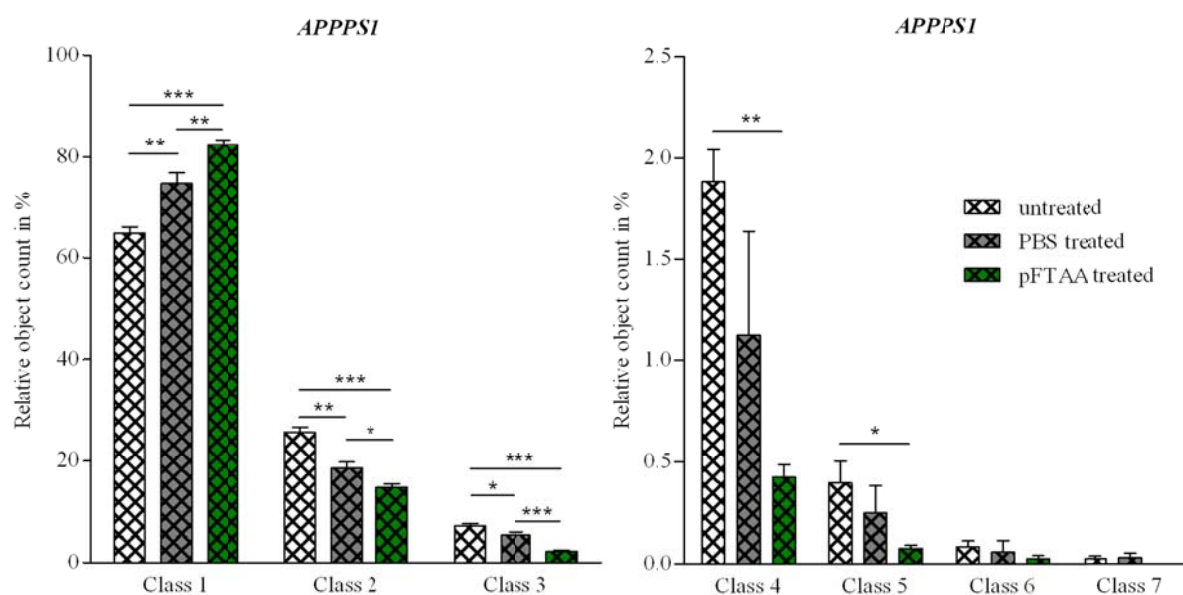 APPPS1
Relative object count in %
100
80
60
40
20
0
***
**
**
***
**
*
***
*
***
Class 1
Class 2
Class 3
APPPS1
Relative object count in %
2.5
2.0
1.5
1.0
0.5
0.0
**
*
untreated
PBS treated
pFTAA treated
Class 4
Class 5
Class 6
Class 7